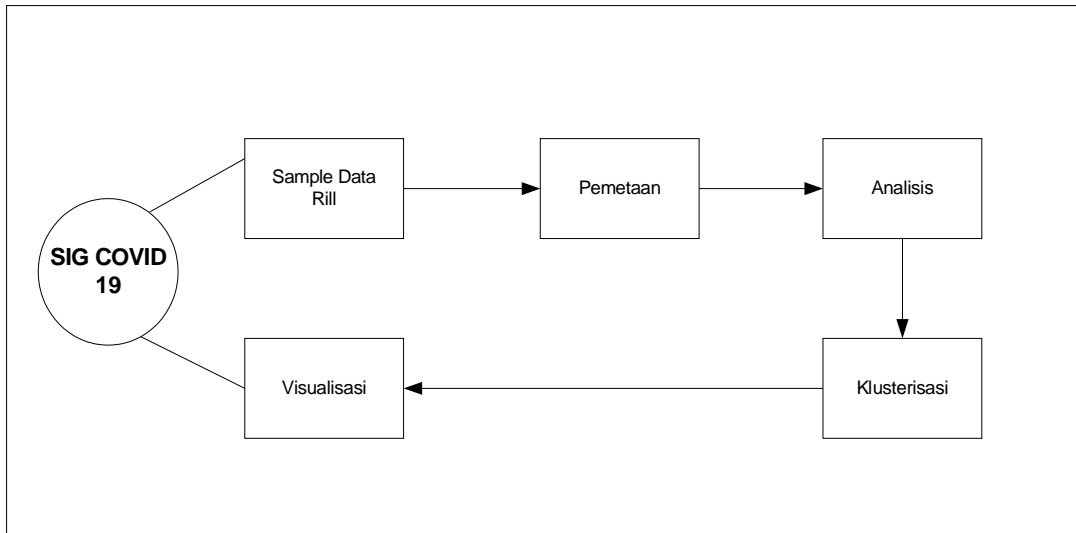 Sample Data
Rill
Pemetaan
Analisis
SIG COVID
19
Visualisasi
Klusterisasi